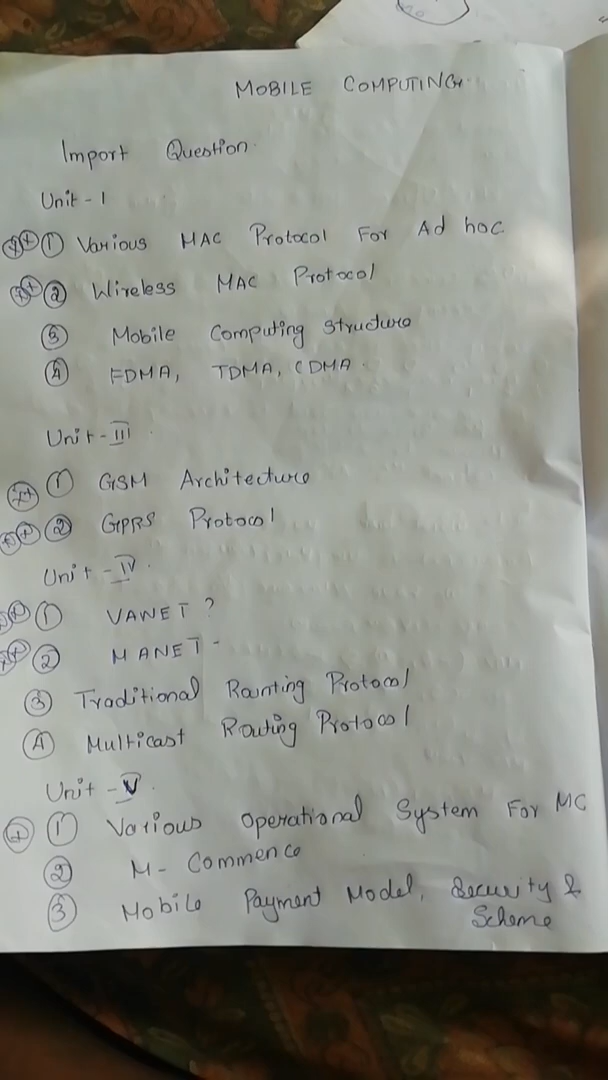 MOBILE COMPUTING
Import Question
Unit - I
** ① Various MAC Protocol For Ad hoc
** ② Wireless MAC Protocol
③ Mobile Computing Structure
④ FDMA, TDMA, CDMA.
Unit - III
** ① GSM Architecture
** ② GPRS Protocol
Unit - IV.
** ① VANET ?
** ② MANET -
③ Traditional Rounting Protocol
④ Multicast Routing Protocol
Unit - V.
* ① Various Operational System For MC
② M - Commence
③ Mobile Payment Model, Security &
Scheme